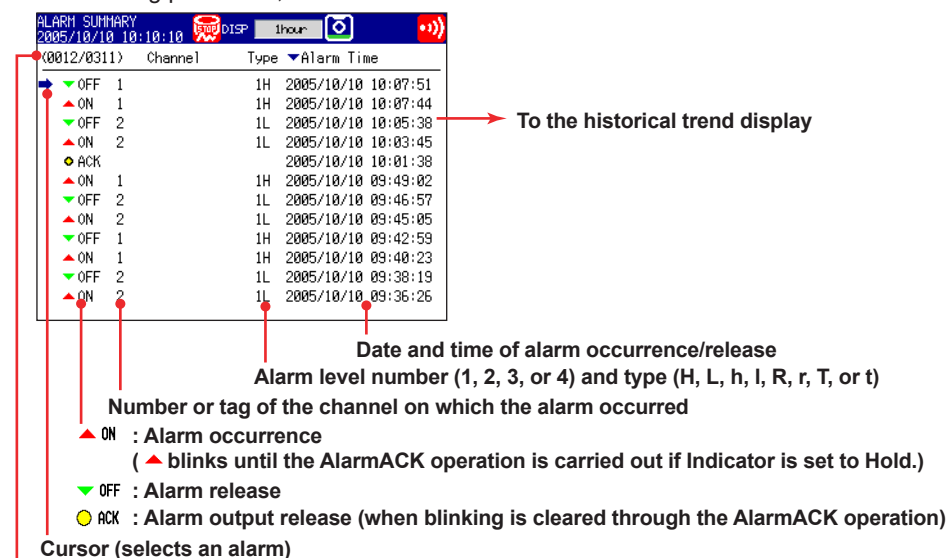 ALARM SUMMARY
2005/10/10 10:10:10 STOP DISP 1hour
(0012/0311) Channel Type ▼Alarm Time
▼OFF 1 1H 2005/10/10 10:07:51
▲ON 1 1H 2005/10/10 10:07:44
▼OFF 2 1L 2005/10/10 10:05:38
To the historical trend display
▲ON 2 1L 2005/10/10 10:03:45
ACK 2005/10/10 10:01:38
▲ON 1 1H 2005/10/10 09:49:02
▼OFF 2 1L 2005/10/10 09:46:57
▲ON 2 1L 2005/10/10 09:45:05
▼OFF 1 1H 2005/10/10 09:42:59
▲ON 1 1H 2005/10/10 09:40:23
▼OFF 2 1L 2005/10/10 09:38:19
▲ON 2 1L 2005/10/10 09:36:26
Date and time of alarm occurrence/release
Alarm level number (1, 2, 3, or 4) and type (H, L, h, l, R, r, T, or t)
Number or tag of the channel on which the alarm occurred
▲ ON : Alarm occurrence
( ▲ blinks until the AlarmACK operation is carried out if Indicator is set to Hold.)
▼ OFF : Alarm release
ACK : Alarm output release (when blinking is cleared through the AlarmACK operation)
Cursor (selects an alarm)